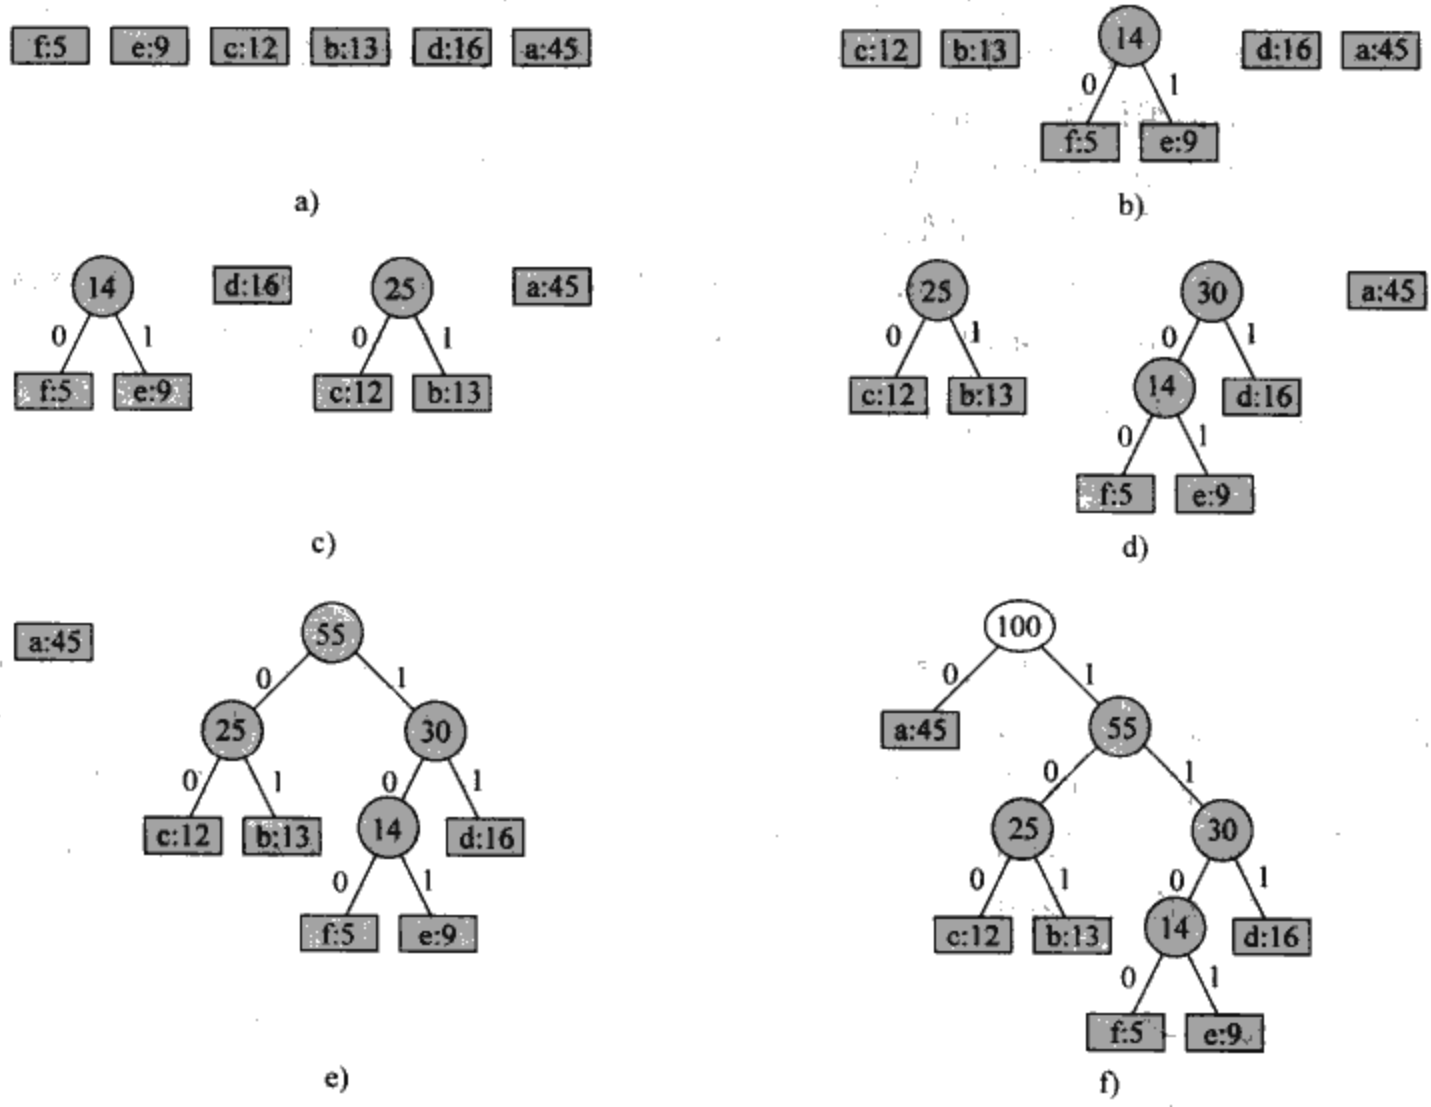 f:5 e:9 c:12 b:13 d:16 a:45
a)
c:12 b:13 14 d:16 a:45
0 1
f:5 e:9
b)
14 d:16 25 a:45
0 1 0 1
f:5 e:9 c:12 b:13
c)
25 30 a:45
0 1 0 1
c:12 b:13 14 d:16
0 1
f:5 e:9
d)
a:45 55
0 1
25 30
0 1 0 1
c:12 b:13 14 d:16
0 1
f:5 e:9
e)
100
0 1
a:45 55
0 1
25 30
0 1 0 1
c:12 b:13 14 d:16
0 1
f:5 e:9
f)